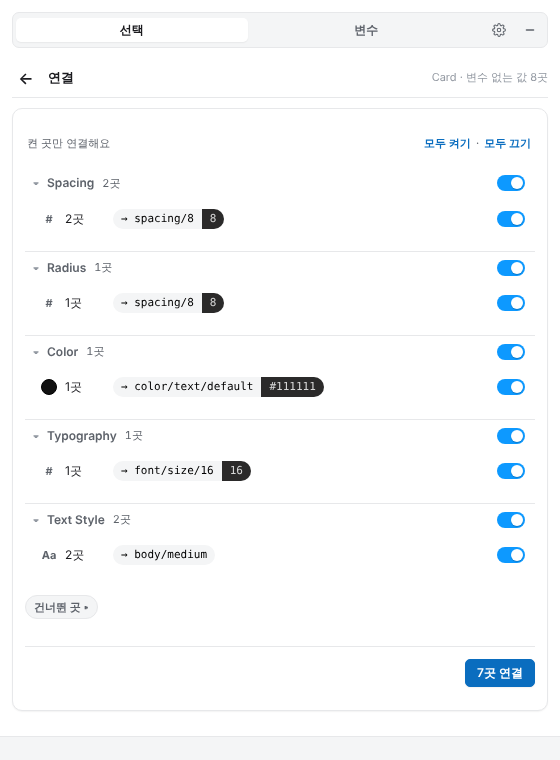 선택 변수
연결 Card · 변수 없는 값 8곳
켠 곳만 연결해요 모두 켜기 · 모두 끄기
Spacing 2곳
# 2곳 → spacing/8 8
Radius 1곳
# 1곳 → spacing/8 8
Color 1곳
1곳 → color/text/default #111111
Typography 1곳
# 1곳 → font/size/16 16
Text Style 2곳
Aa 2곳 → body/medium
건너뛴 곳 ▸
7곳 연결